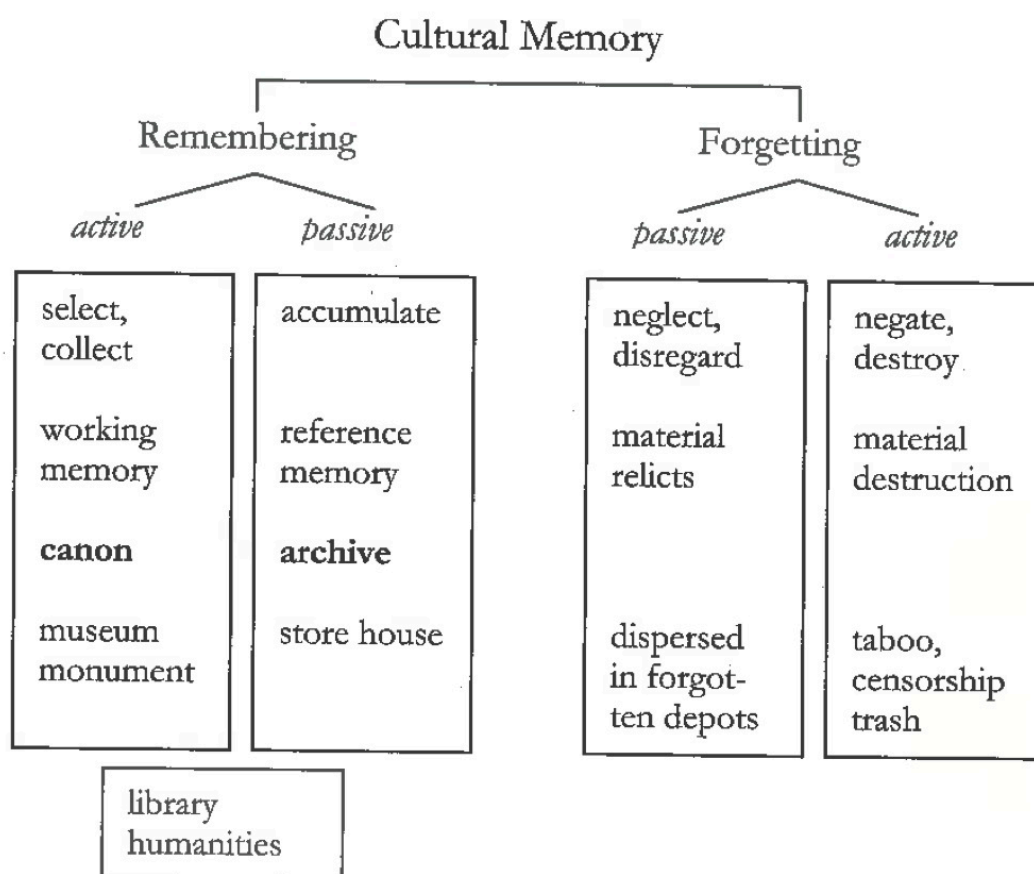 Cultural Memory
Remembering
Forgetting
active
passive
passive
active
select,
collect
working
memory
canon
museum
monument
accumulate
reference
memory
archive
store house
neglect,
disregard
material
relicts
dispersed
in forgot-
ten depots
negate,
destroy
material
destruction
taboo,
censorship
trash
library
humanities